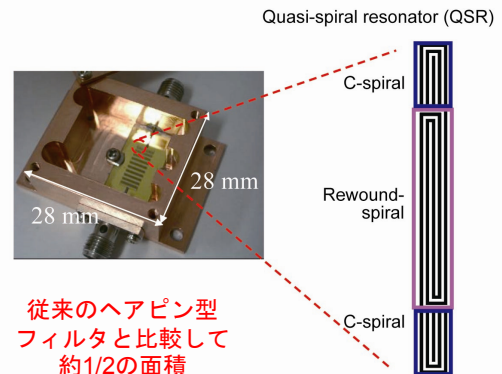 Quasi-spiral resonator (QSR)
C-spiral
28 mm
28 mm
Rewound-
spiral
C-spiral
従来のヘアピン型
フィルタと比較して
約1/2の面積